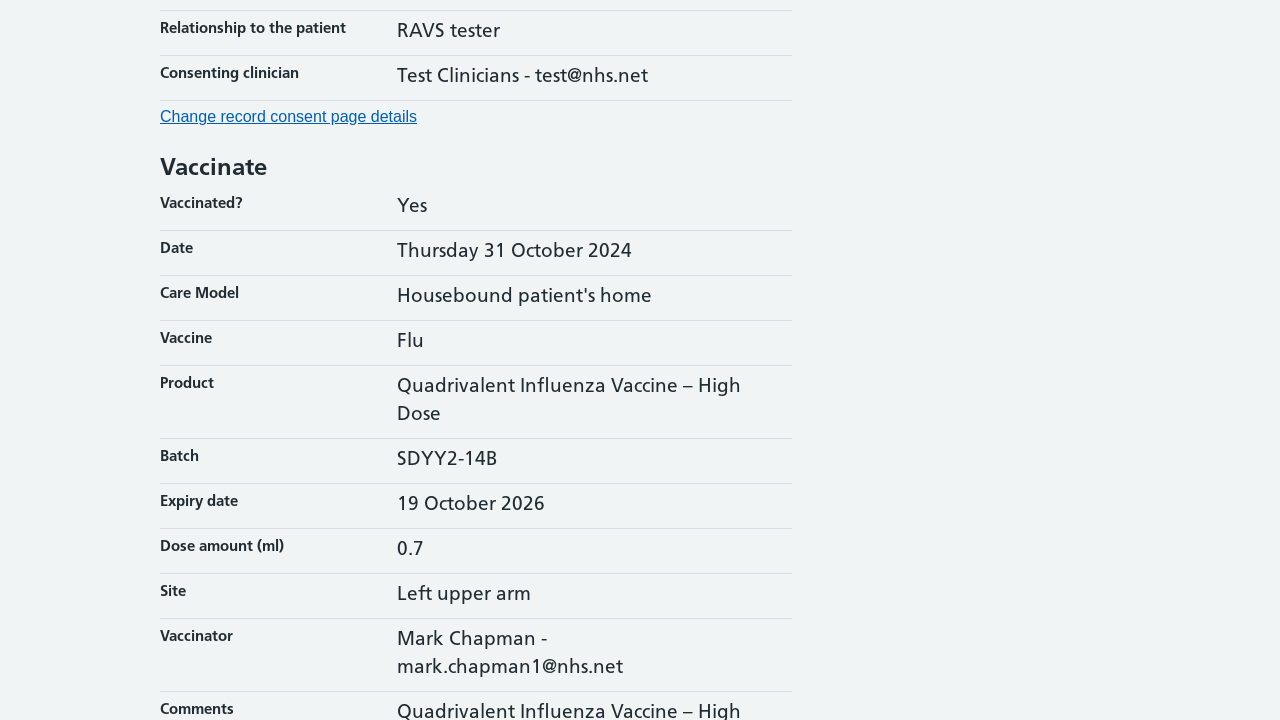 Relationship to the patient RAVS tester
Consenting clinician Test Clinicians - test@nhs.net
Change record consent page details
Vaccinate
Vaccinated? Yes
Date Thursday 31 October 2024
Care Model Housebound patient's home
Vaccine Flu
Product Quadrivalent Influenza Vaccine – High
Dose
Batch SDYY2-14B
Expiry date 19 October 2026
Dose amount (ml) 0.7
Site Left upper arm
Vaccinator Mark Chapman -
mark.chapman1@nhs.net
Comments Quadrivalent Influenza Vaccine – High